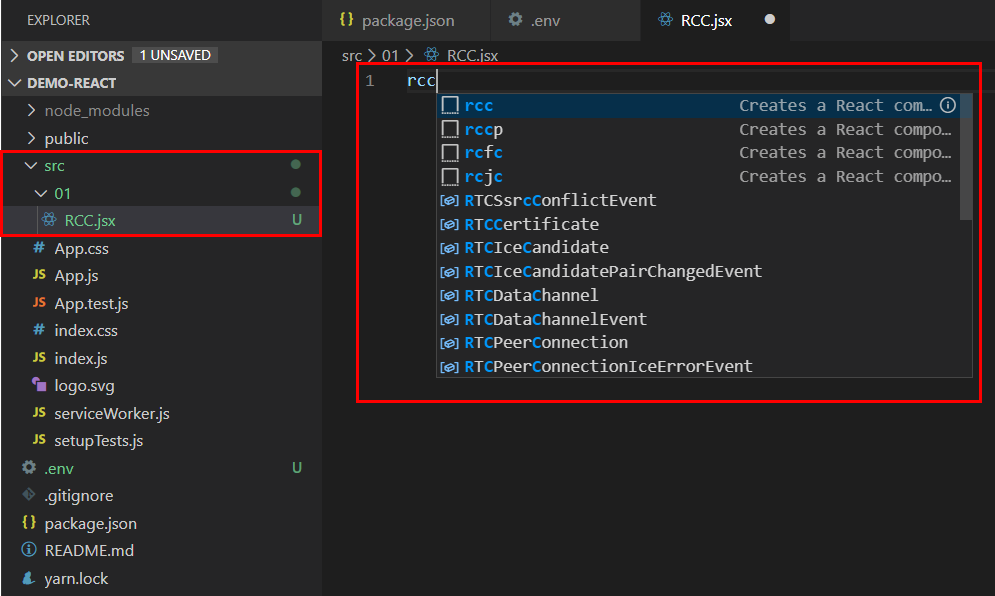 EXPLORER
OPEN EDITORS 1 UNSAVED
DEMO-REACT
node_modules
public
src
01
RCC.jsx U
# App.css
JS App.js
JS App.test.js
# index.css
JS index.js
logo.svg
JS serviceWorker.js
JS setupTests.js
.env U
.gitignore
{} package.json
README.md
yarn.lock
{} package.json .env RCC.jsx
src > 01 > RCC.jsx
1 rcc
rcc Creates a React com…
rccp Creates a React compo…
rcfc Creates a React compo…
rcjc Creates a React compo…
RTCSsrcConflictEvent
RTCCertificate
RTCIceCandidate
RTCIceCandidatePairChangedEvent
RTCDataChannel
RTCDataChannelEvent
RTCPeerConnection
RTCPeerConnectionIceErrorEvent